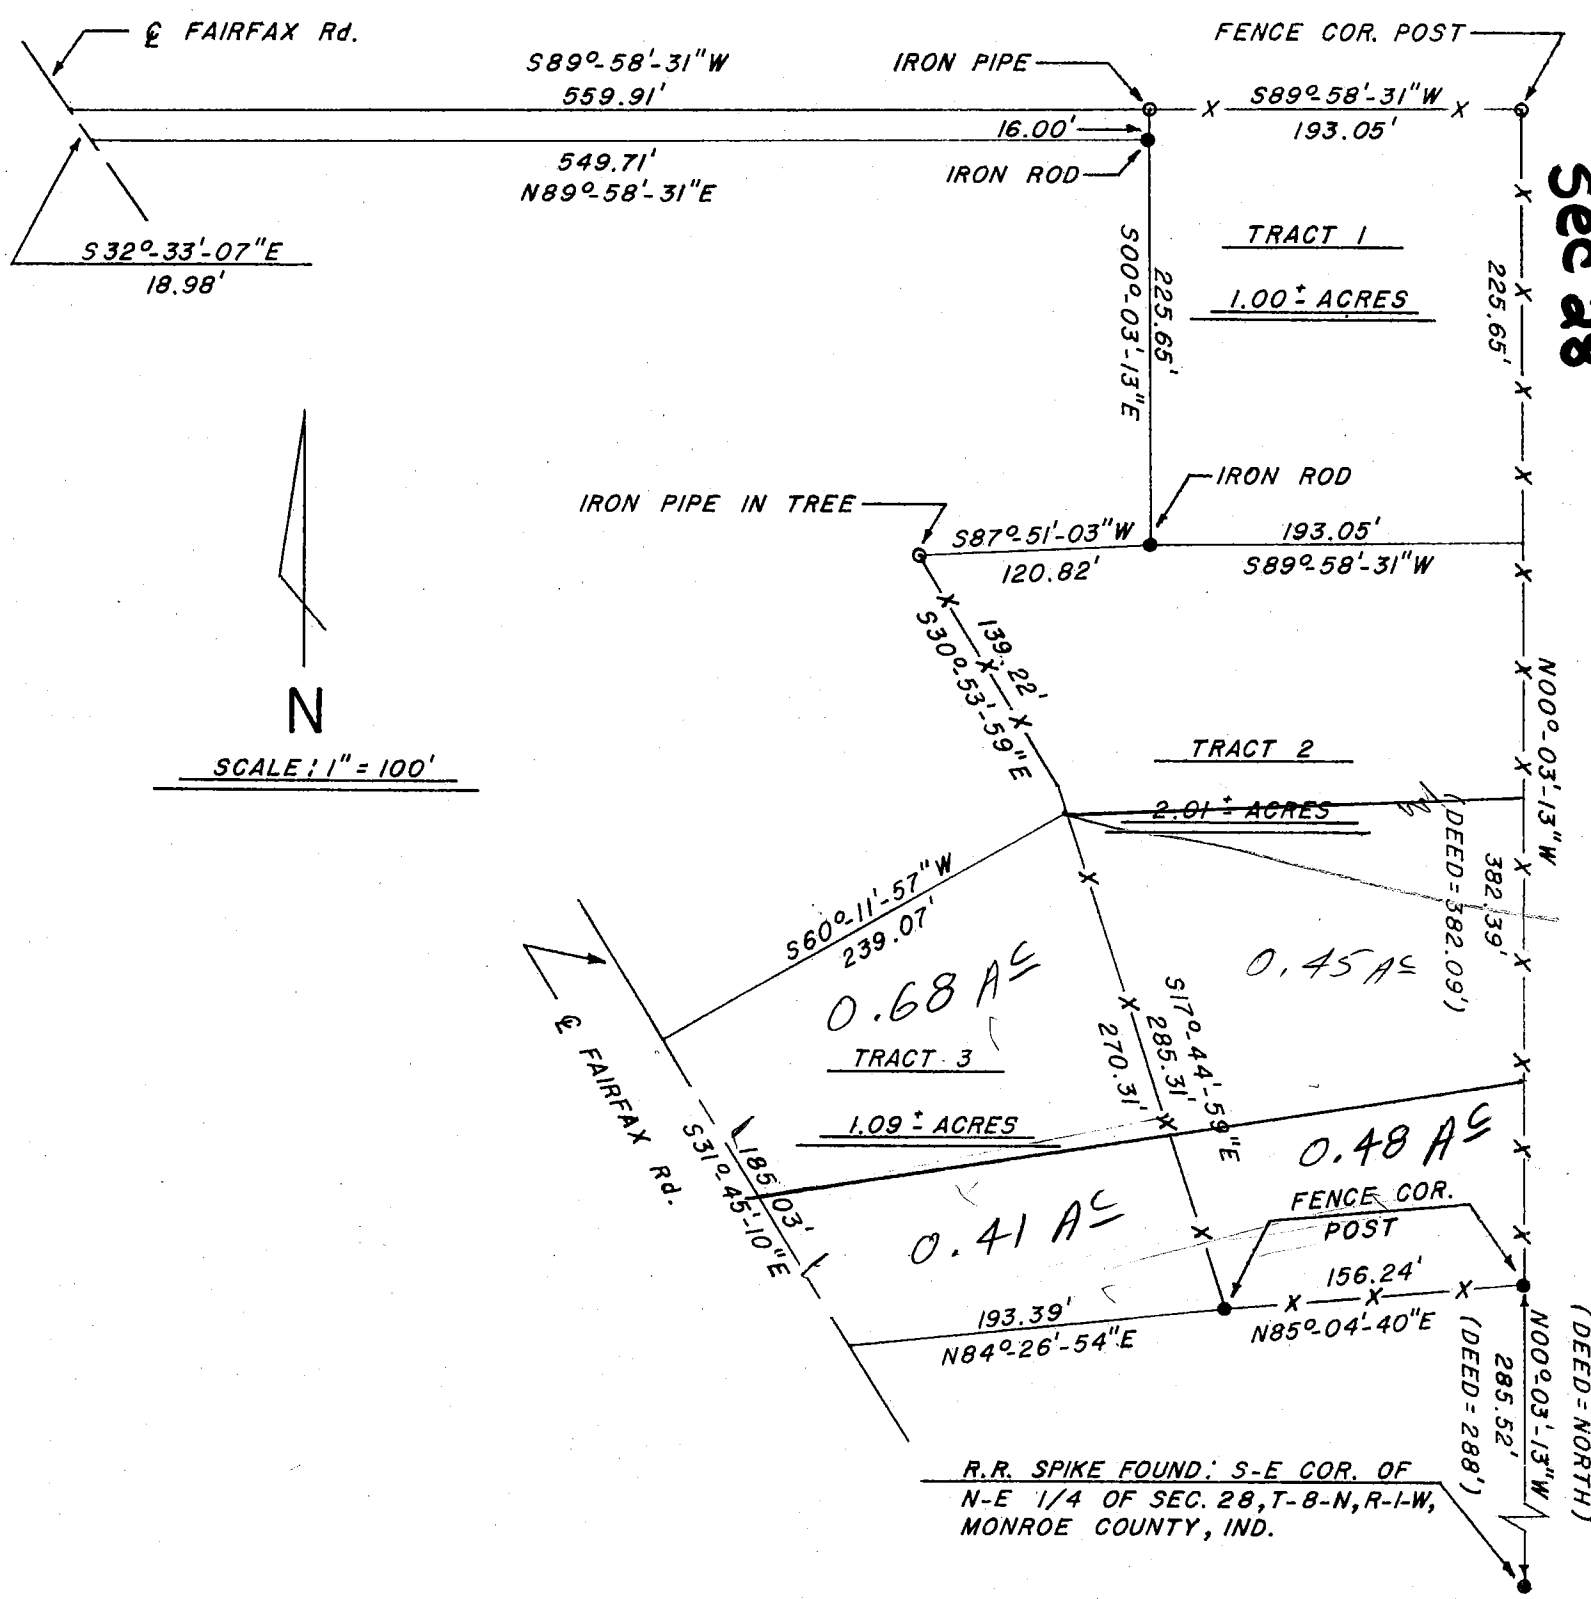 ℄ FAIRFAX Rd.
FENCE COR. POST
S89°-58'-31"W
559.91'
IRON PIPE
S89°-58'-31"W
193.05'
16.00'
549.71'
N89°-58'-31"E
IRON ROD
S32°-33'-07"E
18.98'
Sec 28
TRACT 1
1.00± ACRES
225.65'
S00°-03'-13"E
225.65'
IRON PIPE IN TREE
IRON ROD
S87°-51'-03"W
120.82'
193.05'
S89°-58'-31"W
139.22'
S30°-53'-59"E
N
SCALE: 1"=100'
TRACT 2
2.01± ACRES
N00°-03'-13"W
382.39'
(DEED=382.09')
S60°-11'-57"W
239.07'
0.68 Ac
0.45 Ac
S17°-44'-59"E
285.31'
270.31'
℄ FAIRFAX Rd.
TRACT 3
1.09± ACRES
185.03'
S31°-45'-10"E
0.48 Ac
0.41 Ac
FENCE COR.
POST
156.24'
N85°-04'-40"E
193.39'
N84°-26'-54"E
(DEED=NORTH)
N00°-03'-13"W
285.52'
(DEED=288')
R.R. SPIKE FOUND: S-E COR. OF
N-E 1/4 OF SEC. 28, T-8-N, R-1-W,
MONROE COUNTY, IND.